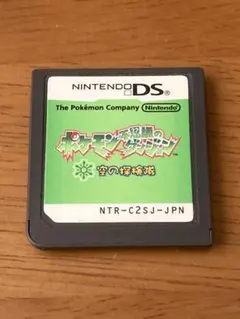 NINTENDO DS
The Pokémon Company Nintendo
ポケモン不思議のダンジョン
空の探検隊
NTR-C2SJ-JPN